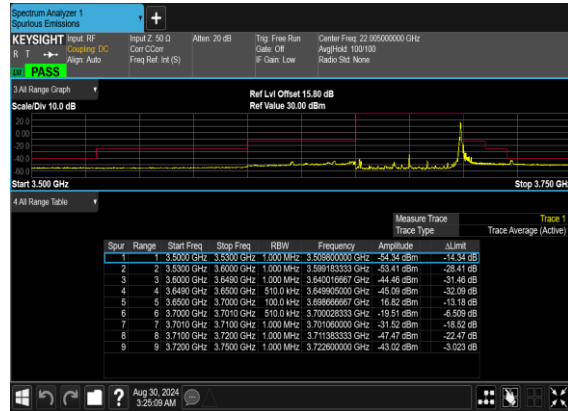 Spectrum Analyzer 1
Spurious Emissions
+
KEYSIGHT Input: RF Input Z: 50 Ω Atten: 20 dB Trig: Free Run Center Freq: 22.005000000 GHz
R T Coupling: DC Corr CCorr Gate: Off Avg|Hold: 100/100
Align: Auto Freq Ref: Int (S) IF Gain: Low Radio Std: None
PASS
3 All Range Graph
Ref Lvl Offset 15.80 dB
Scale/Div 10.0 dB Ref Value 30.00 dBm
20.0
0.00
-20.0
-40.0
-60.0
Start 3.500 GHz Stop 3.750 GHz
4 All Range Table
Measure Trace Trace 1
Trace Type Trace Average (Active)
Spur Range Start Freq Stop Freq RBW Frequency Amplitude ΔLimit
1 1 3.5000 GHz 3.5300 GHz 1.000 MHz 3.509800000 GHz -54.34 dBm -14.34 dB
2 2 3.5300 GHz 3.6000 GHz 1.000 MHz 3.599183333 GHz -53.41 dBm -28.41 dB
3 3 3.6000 GHz 3.6490 GHz 1.000 MHz 3.640016667 GHz -44.46 dBm -31.46 dB
4 4 3.6490 GHz 3.6500 GHz 510.0 kHz 3.649905000 GHz -45.09 dBm -32.09 dB
5 5 3.6500 GHz 3.7000 GHz 100.0 kHz 3.698666667 GHz 16.82 dBm -13.18 dB
6 6 3.7000 GHz 3.7010 GHz 510.0 kHz 3.700028333 GHz -19.51 dBm -6.509 dB
7 7 3.7010 GHz 3.7100 GHz 1.000 MHz 3.701060000 GHz -31.52 dBm -18.52 dB
8 8 3.7100 GHz 3.7200 GHz 1.000 MHz 3.711383333 GHz -47.47 dBm -22.47 dB
9 9 3.7200 GHz 3.7500 GHz 1.000 MHz 3.722600000 GHz -43.02 dBm -3.023 dB
? Aug 30, 2024
3:25:09 AM